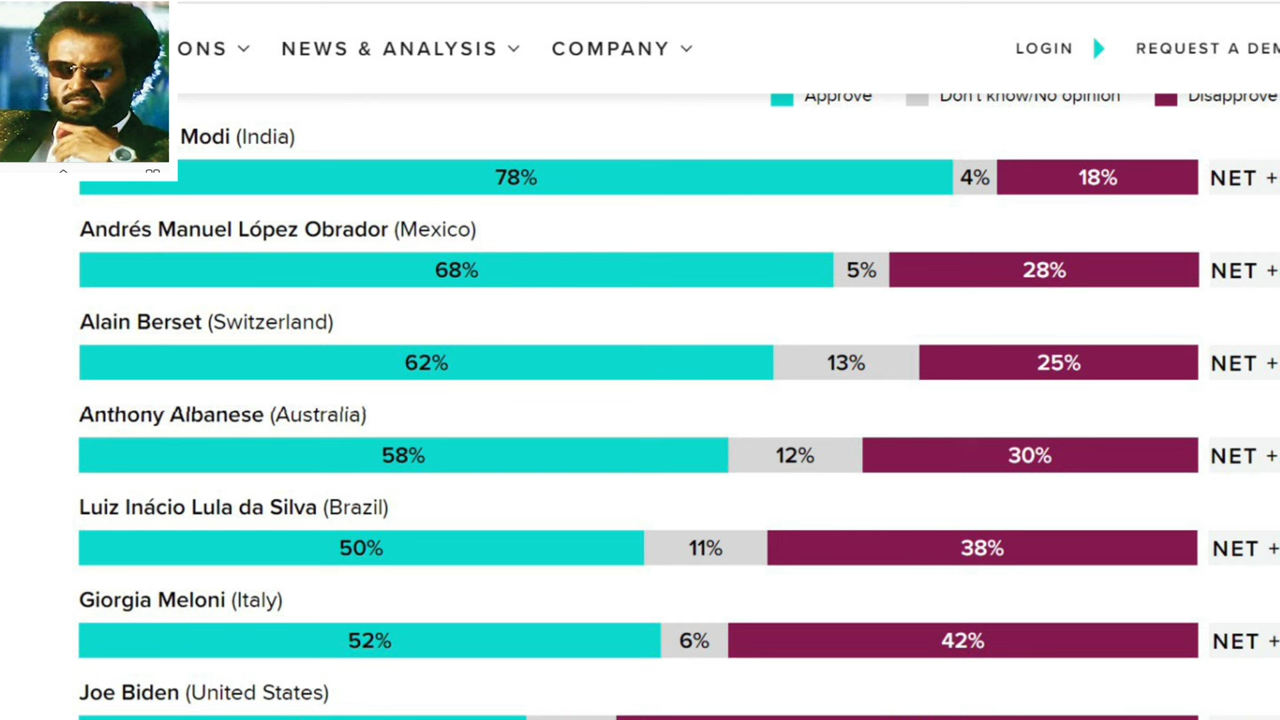 ONS NEWS & ANALYSIS COMPANY LOGIN REQUEST A DEM
Approve Don't know/No opinion Disapprove
Modi (India)
78% 4% 18% NET +
Andrés Manuel López Obrador (Mexico)
68% 5% 28% NET +
Alain Berset (Switzerland)
62% 13% 25% NET +
Anthony Albanese (Australia)
58% 12% 30% NET +
Luiz Inácio Lula da Silva (Brazil)
50% 11% 38% NET +
Giorgia Meloni (Italy)
52% 6% 42% NET +
Joe Biden (United States)